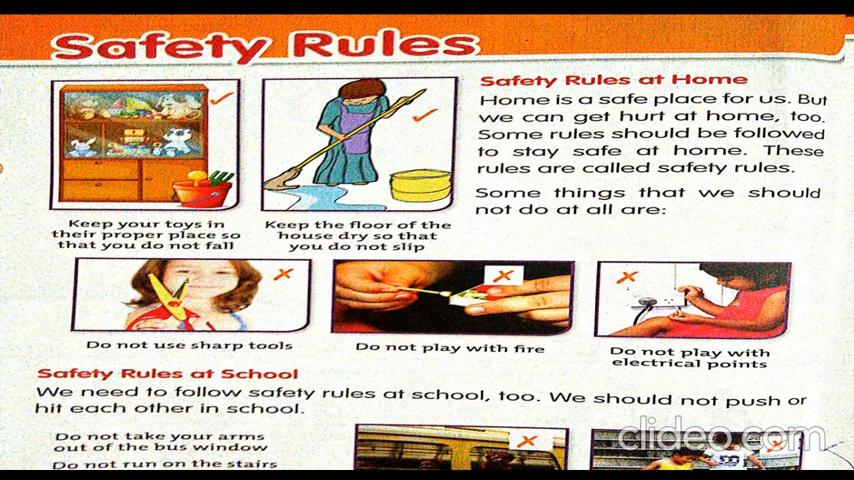 Safety Rules
Safety Rules at Home
Home is a safe place for us. But
we can get hurt at home, too.
Some rules should be followed
to stay safe at home. These
rules are called safety rules.
Some things that we should
not do at all are:
Keep your toys in
their proper place so
that you do not fall
Keep the floor of the
house dry so that
you do not slip
Do not use sharp tools
Do not play with fire
Do not play with
electrical points
Safety Rules at School
We need to follow safety rules at school, too. We should not push or
hit each other in school.
Do not take your arms
out of the bus window
Do not run on the stairs
clideo.com